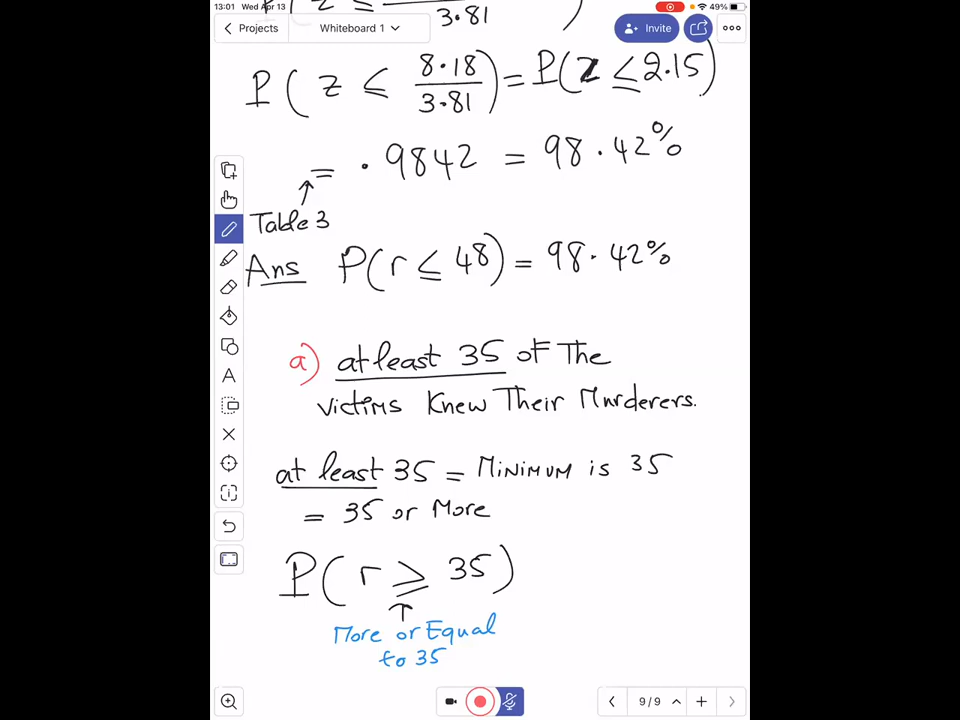 13:01 Wed Apr 13
49%
P(z ≤
3.81)
Projects
Whiteboard 1
Invite
P(z ≤ 8.18/3.81) = P(z ≤ 2.15)
= .9842 = 98.42%
Table 3
Ans P(r ≤ 48) = 98.42%
a) at least 35 of The
victims Knew Their Murderers.
at least 35 = Minimum is 35
= 35 or More
P(r ≥ 35)
More or Equal
to 35
A
9/9